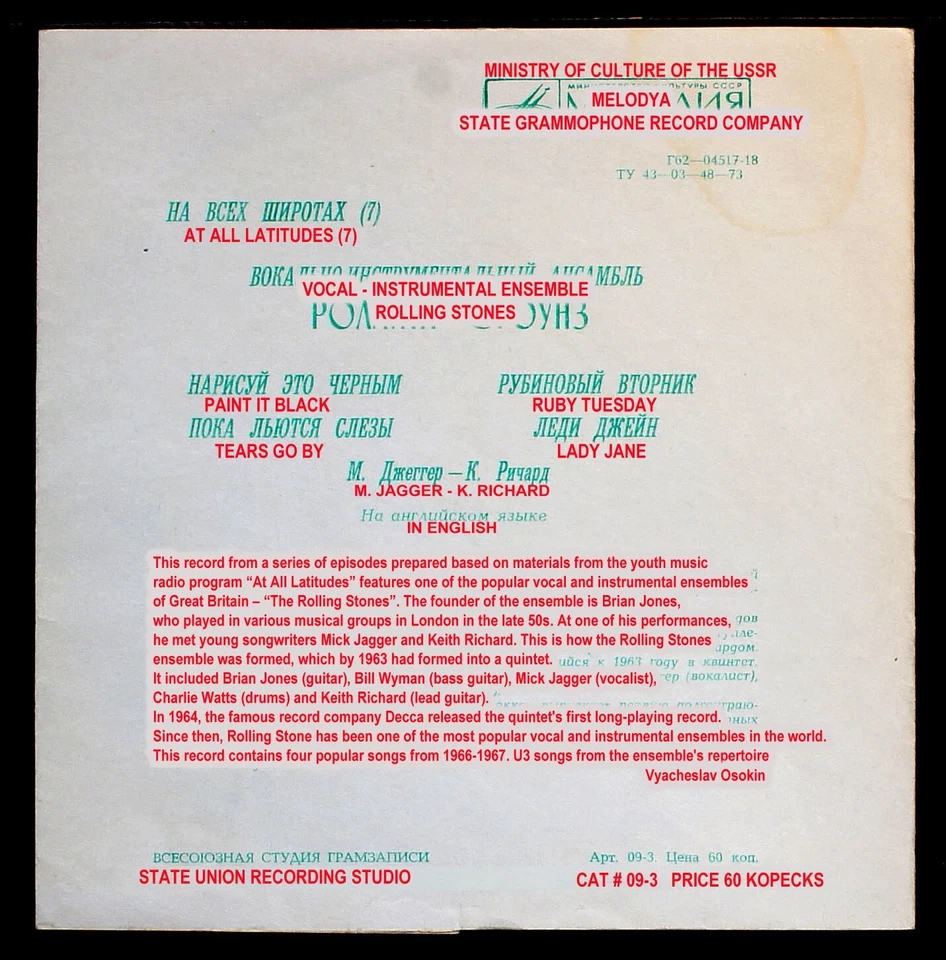 MINISTRY OF CULTURE OF THE USSR
MELODYA
STATE GRAMMOPHONE RECORD COMPANY
Г62—04517-18
ТУ 43—03—48—73
НА ВСЕХ ШИРОТАХ (7)
AT ALL LATITUDES (7)
ВОКАЛЬНО-ИНСТРУМЕНТАЛЬНЫЙ АНСАМБЛЬ
VOCAL - INSTRUMENTAL ENSEMBLE
ROLLING STONES
НАРИСУЙ ЭТО ЧЕРНЫМ РУБИНОВЫЙ ВТОРНИК
PAINT IT BLACK RUBY TUESDAY
ПОКА ЛЬЮТСЯ СЛЕЗЫ ЛЕДИ ДЖЕЙН
TEARS GO BY LADY JANE
М. Джеггер — К. Ричард
M. JAGGER - K. RICHARD
На английском языке
IN ENGLISH
This record from a series of episodes prepared based on materials from the youth music
radio program “At All Latitudes” features one of the popular vocal and instrumental ensembles
of Great Britain – “The Rolling Stones”. The founder of the ensemble is Brian Jones,
who played in various musical groups in London in the late 50s. At one of his performances,
he met young songwriters Mick Jagger and Keith Richard. This is how the Rolling Stones
ensemble was formed, which by 1963 had formed into a quintet. к 1963 году в квинтет.
It included Brian Jones (guitar), Bill Wyman (bass guitar), Mick Jagger (vocalist), (вокалист),
Charlie Watts (drums) and Keith Richard (lead guitar).
In 1964, the famous record company Decca released the quintet's first long-playing record.
Since then, Rolling Stone has been one of the most popular vocal and instrumental ensembles in the world.
This record contains four popular songs from 1966-1967. U3 songs from the ensemble's repertoire
Vyacheslav Osokin
ВСЕСОЮЗНАЯ СТУДИЯ ГРАМЗАПИСИ Арт. 09-3. Цена 60 коп.
STATE UNION RECORDING STUDIO CAT # 09-3 PRICE 60 KOPECKS